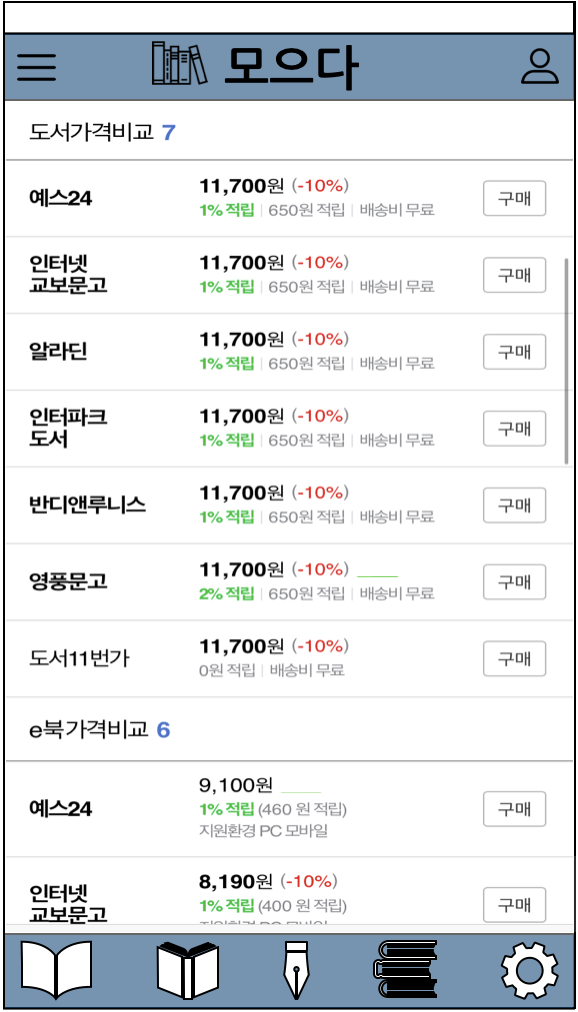 모으다
도서가격비교 7
예스24
11,700원 (-10%)
1% 적립 | 650원 적립 | 배송비 무료
구매
인터넷
교보문고
11,700원 (-10%)
1% 적립 | 650원 적립 | 배송비 무료
구매
알라딘
11,700원 (-10%)
1% 적립 | 650원 적립 | 배송비 무료
구매
인터파크
도서
11,700원 (-10%)
1% 적립 | 650원 적립 | 배송비 무료
구매
반디앤루니스
11,700원 (-10%)
1% 적립 | 650원 적립 | 배송비 무료
구매
영풍문고
11,700원 (-10%)
2% 적립 | 650원 적립 | 배송비 무료
구매
도서11번가
11,700원 (-10%)
0원 적립 | 배송비 무료
구매
e북가격비교 6
예스24
9,100원
1% 적립 (460 원 적립)
지원환경 PC 모바일
구매
인터넷
교보문고
8,190원 (-10%)
1% 적립 (400 원 적립)
구매